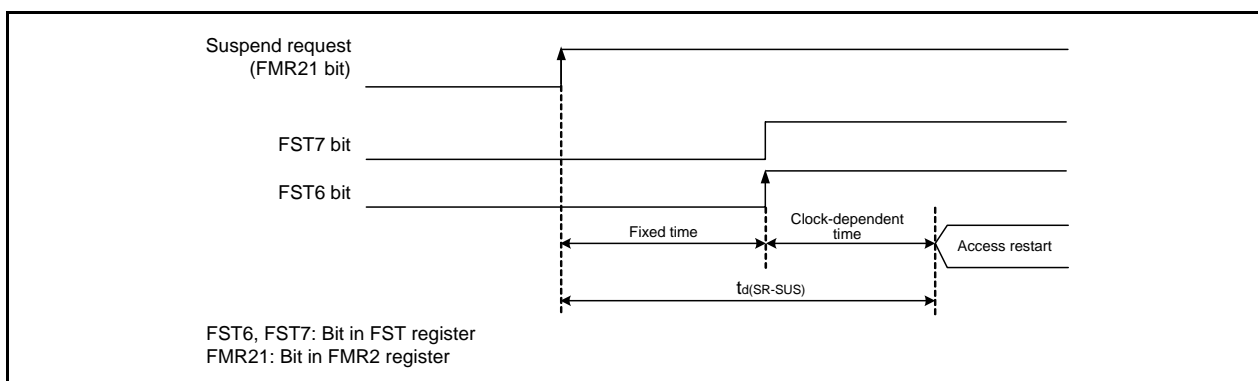 Suspend request
(FMR21 bit)
FST7 bit
FST6 bit
Fixed time
Clock-dependent
time
Access restart
td(SR-SUS)
FST6, FST7: Bit in FST register
FMR21: Bit in FMR2 register